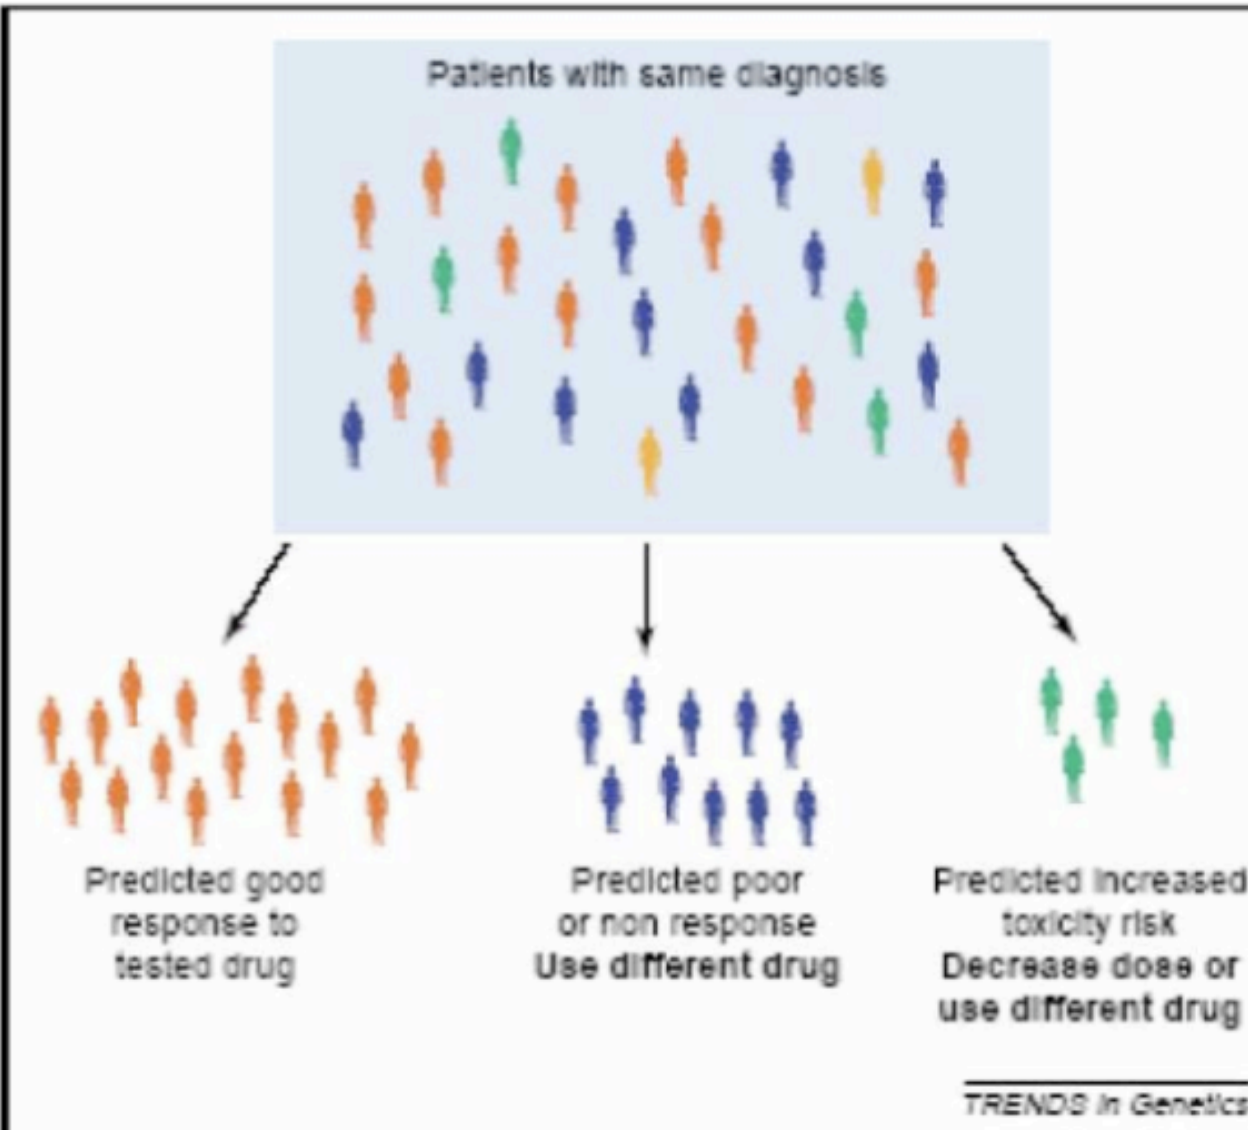 Patients with same diagnosis
Predicted good
response to
tested drug
Predicted poor
or non response
Use different drug
Predicted increased
toxicity risk
Decrease dose or
use different drug
TRENDS in Genetics